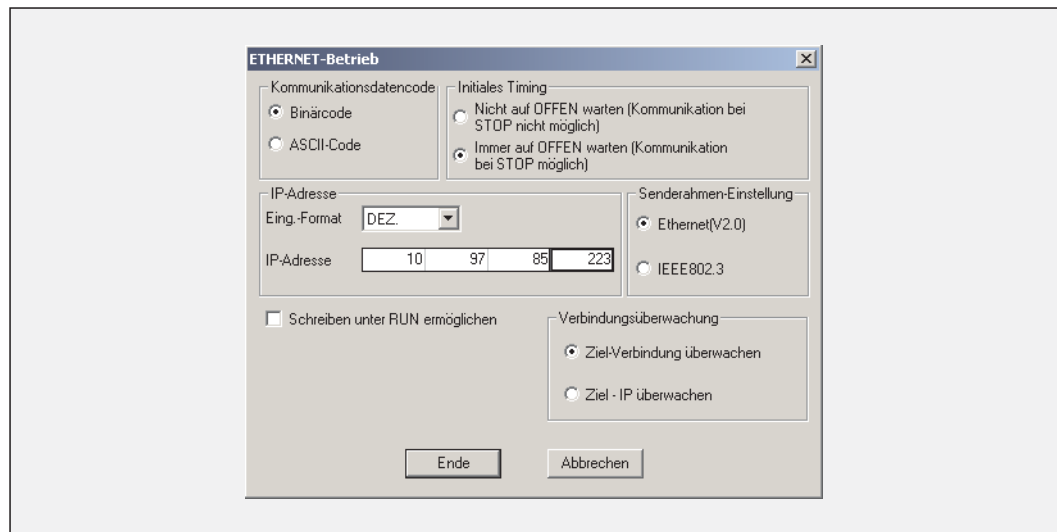 ETHERNET-Betrieb
Kommunikationsdatencode
Binärcode
ASCII-Code
Initiales Timing
Nicht auf OFFEN warten (Kommunikation bei
STOP nicht möglich)
Immer auf OFFEN warten (Kommunikation
bei STOP möglich)
IP-Adresse
Eing.-Format
DEZ.
IP-Adresse
10 97 85 223
Senderahmen-Einstellung
Ethernet(V2.0)
IEEE802.3
Schreiben unter RUN ermöglichen
Verbindungsüberwachung
Ziel-Verbindung überwachen
Ziel - IP überwachen
Ende
Abbrechen